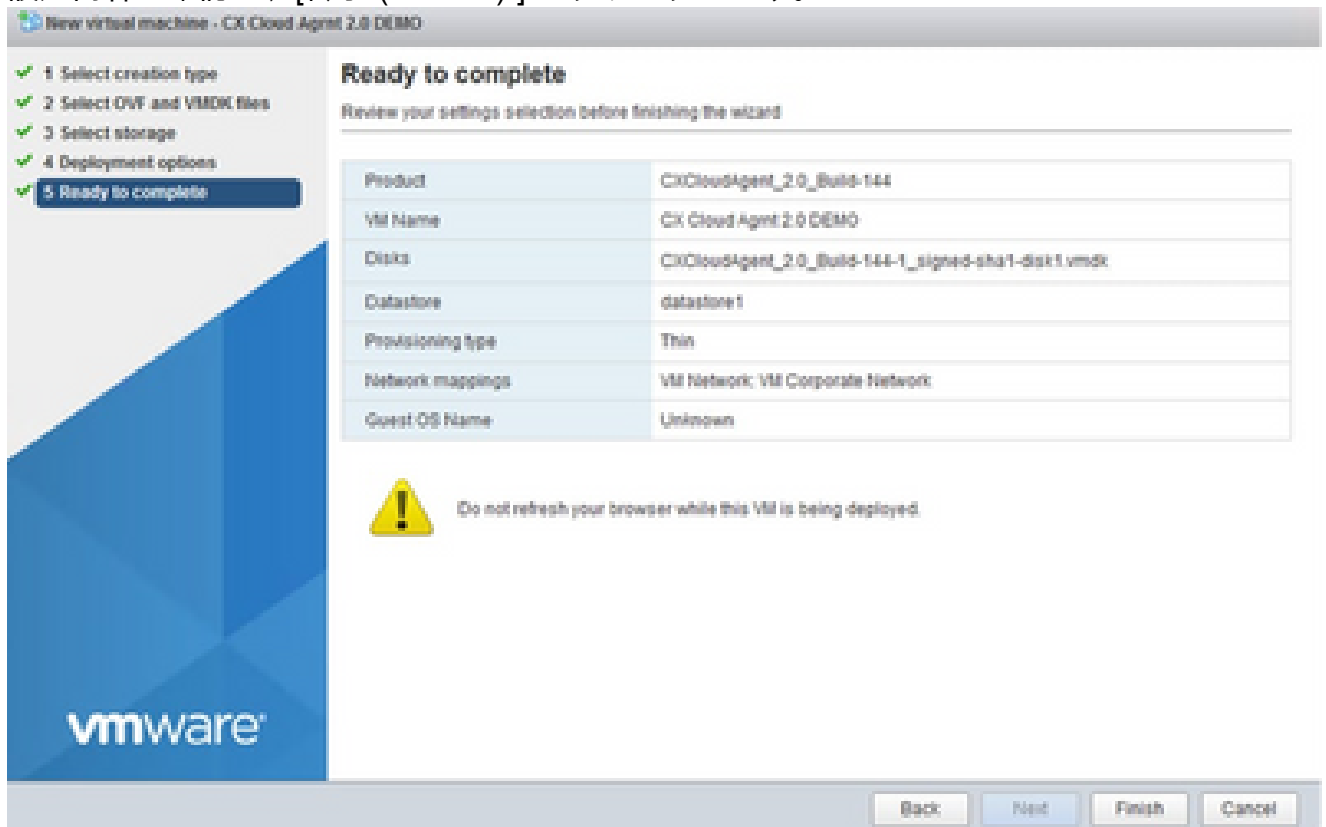 New virtual machine - CX Cloud Agmt 2.0 DEMO
1 Select creation type
2 Select OVF and VMDK files
3 Select storage
4 Deployment options
5 Ready to complete
Ready to complete
Review your settings selection before finishing the wizard
Product CXCloudAgent_2.0_Build-144
VM Name CX Cloud Agmt 2.0 DEMO
Disks CXCloudAgent_2.0_Build-144-1_signed-sha1-disk1.vmdk
Datastore datastore1
Provisioning type Thin
Network mappings VM Network: VM Corporate Network
Guest OS Name Unknown
Do not refresh your browser while this VM is being deployed.
vmware
Back Next Finish Cancel